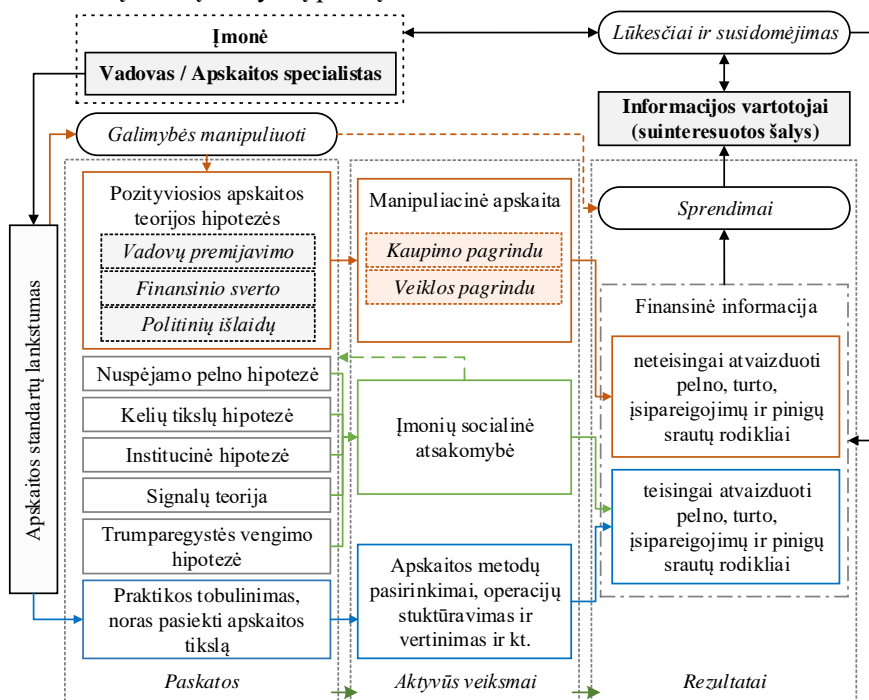 Įmonė
Vadovas / Apskaitos specialistas
Lūkesčiai ir susidomėjimas
Informacijos vartotojai
(suinteresuotos šalys)
Galimybės manipuliuoti
Apskaitos standartų lankstumas
Pozityviosios apskaitos
teorijos hipotezės
Vadovų premijavimo
Finansinio sverto
Politinių išlaidų
Nuspėjamo pelno hipotezė
Kelių tikslų hipotezė
Institucinė hipotezė
Signalų teorija
Trumparegystės vengimo
hipotezė
Praktikos tobulinimas,
noras pasiekti apskaitos
tikslą
Paskatos
Manipuliacinė apskaita
Kaupimo pagrindu
Veiklos pagrindu
Įmonių socialinė
atsakomybė
Apskaitos metodų
pasirinkimai, operacijų
stuktūravimas ir
vertinimas ir kt.
Aktyvūs veiksmai
Sprendimai
Finansinė informacija
neteisingai atvaizduoti
pelno, turto,
įsipareigojimų ir pinigų
srautų rodikliai
teisingai atvaizduoti
pelno, turto,
įsipareigojimų ir pinigų
srautų rodikliai
Rezultatai